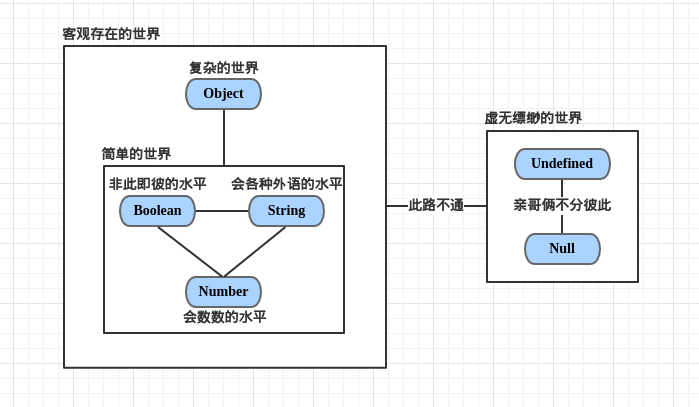 客观存在的世界
复杂的世界
Object
简单的世界
非此即彼的水平
会各种外语的水平
Boolean
String
Number
会数数的水平
此路不通
虚无缥缈的世界
Undefined
亲哥俩不分彼此
Null